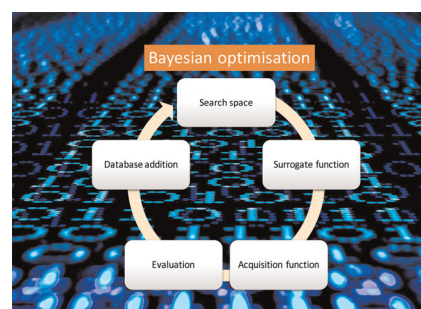 Bayesian optimisation
Search space
Database addition
Surrogate function
Evaluation
Acquisition function